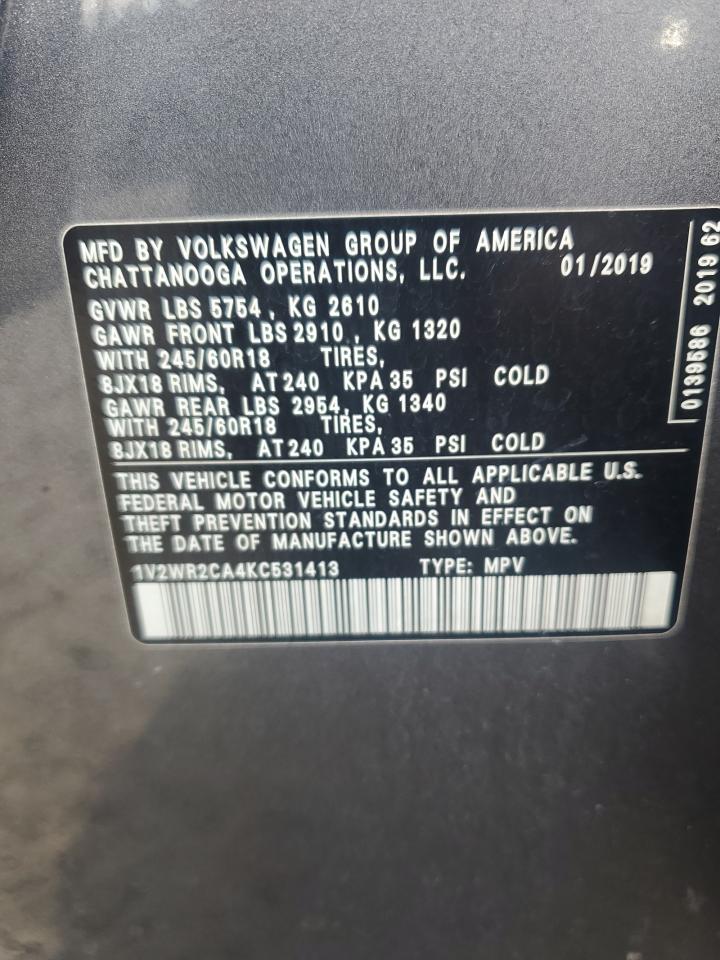 MFD BY VOLKSWAGEN GROUP OF AMERICA
CHATTANOOGA OPERATIONS, LLC. 01/2019
GVWR LBS 5754, KG 2610
GAWR FRONT LBS 2910, KG 1320
WITH 245/60R18 TIRES,
8JX18 RIMS, AT 240 KPA 35 PSI COLD
GAWR REAR LBS 2954, KG 1340
WITH 245/60R18 TIRES,
8JX18 RIMS, AT 240 KPA 35 PSI COLD
THIS VEHICLE CONFORMS TO ALL APPLICABLE U.S.
FEDERAL MOTOR VEHICLE SAFETY AND
THEFT PREVENTION STANDARDS IN EFFECT ON
THE DATE OF MANUFACTURE SHOWN ABOVE.
1V2WR2CA4KC531413 TYPE: MPV
0139586 2019 62